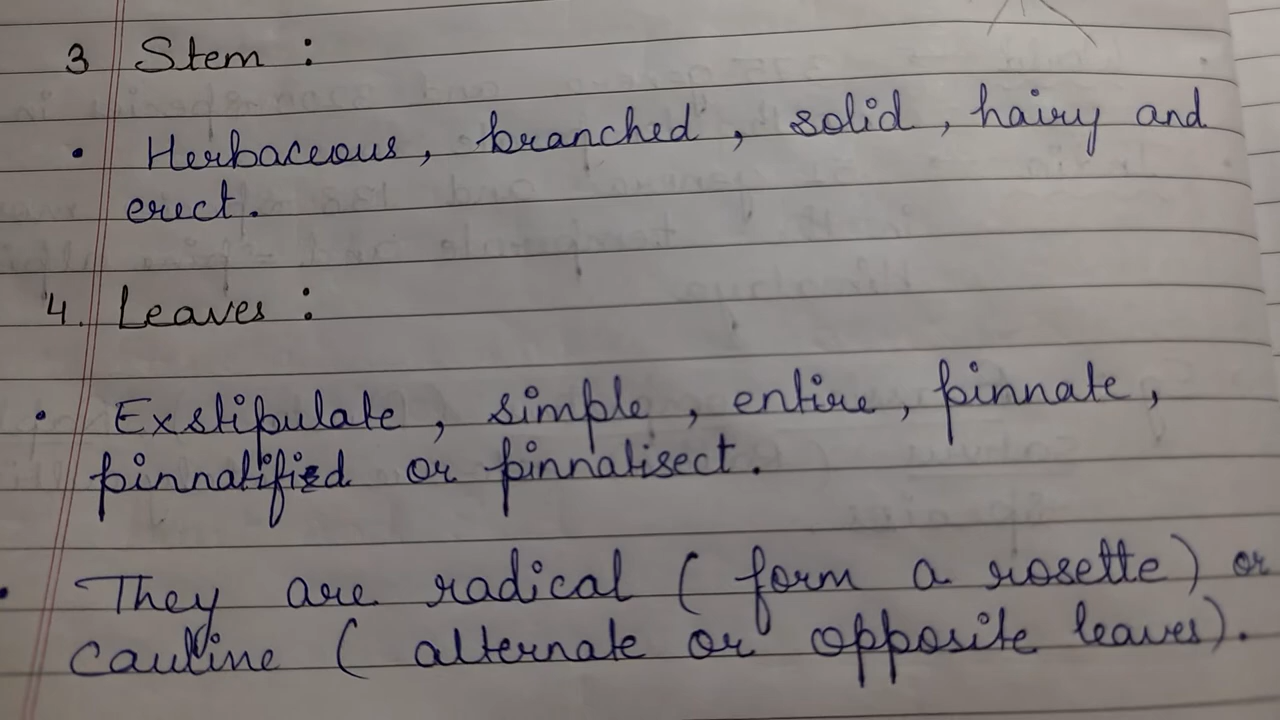 3 Stem :
• Herbaceous, branched, solid, hairy and
erect.
4. Leaves :
• Exstipulate, simple, entire, pinnate,
pinnatified or pinnatisect.
• They are radical ( form a rosette) or
cauline ( alternate or opposite leaves).